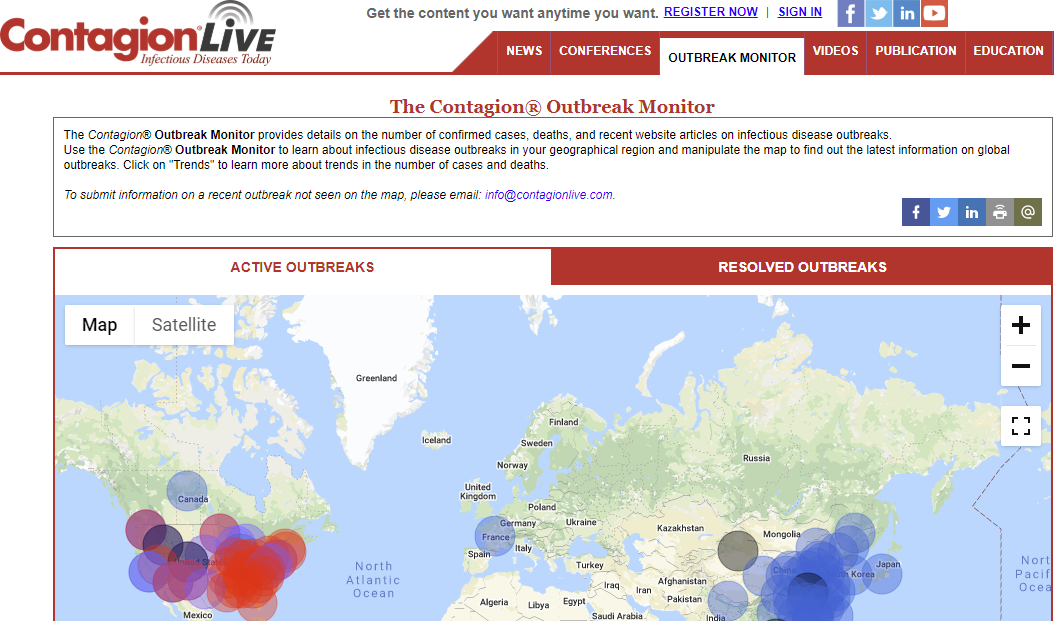 Get the content you want anytime you want. REGISTER NOW | SIGN IN
Contagion®Live
Infectious Diseases Today
NEWS CONFERENCES OUTBREAK MONITOR VIDEOS PUBLICATION EDUCATION
The Contagion® Outbreak Monitor
The Contagion® Outbreak Monitor provides details on the number of confirmed cases, deaths, and recent website articles on infectious disease outbreaks.
Use the Contagion® Outbreak Monitor to learn about infectious disease outbreaks in your geographical region and manipulate the map to find out the latest information on global
outbreaks. Click on "Trends" to learn more about trends in the number of cases and deaths.
To submit information on a recent outbreak not seen on the map, please email: info@contagionlive.com.
ACTIVE OUTBREAKS RESOLVED OUTBREAKS
Map Satellite
Greenland
Iceland
Finland
Sweden
Norway
Russia
Canada
United
Kingdom
Poland
Germany
Ukraine
Kazakhstan
Mongolia
France
Spain
Italy
Turkey
China
Korea
Japan
North
Atlantic
Ocean
Afghanistan
Iraq
Iran
Pakistan
Algeria
Libya
Egypt
Saudi Arabia
India
Mexico